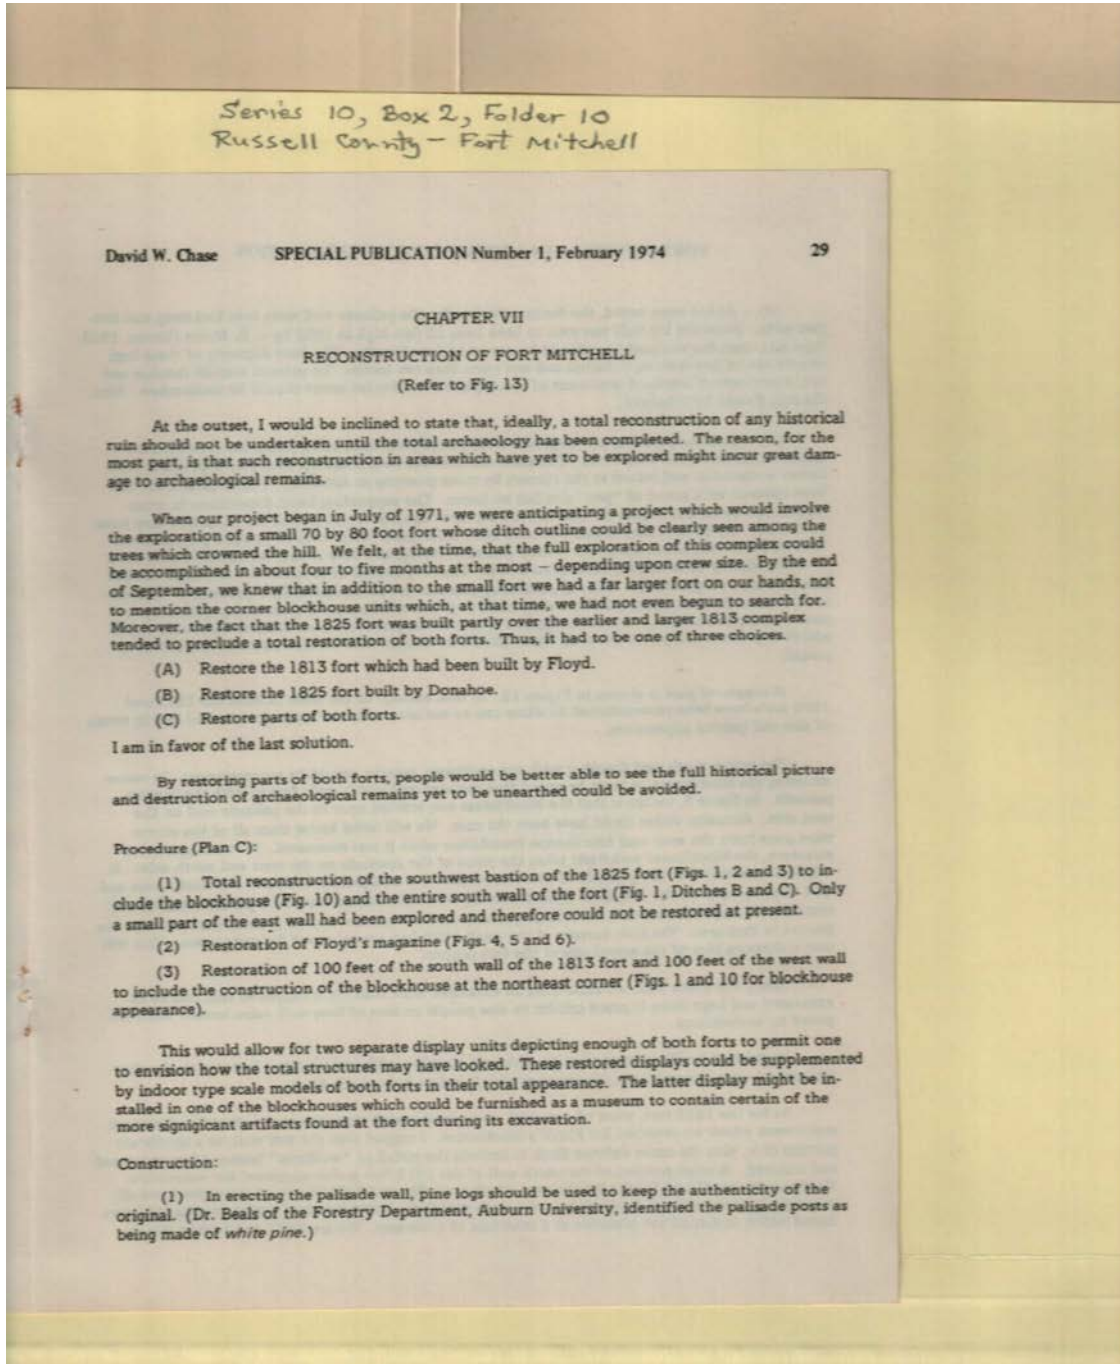 Series 10, Box 2, Folder 10
Russell County - Fort Mitchell
David W. Chase SPECIAL PUBLICATION Number 1, February 1974 29
CHAPTER VII
RECONSTRUCTION OF FORT MITCHELL
(Refer to Fig. 13)
At the outset, I would be inclined to state that, ideally, a total reconstruction of any historical
ruin should not be undertaken until the total archaeology has been completed. The reason, for the
most part, is that such reconstruction in areas which have yet to be explored might incur great dam-
age to archaeological remains.
When our project began in July of 1971, we were anticipating a project which would involve
the exploration of a small 70 by 80 foot fort whose ditch outline could be clearly seen among the
trees which crowned the hill. We felt, at the time, that the full exploration of this complex could
be accomplished in about four to five months at the most – depending upon crew size. By the end
of September, we knew that in addition to the small fort we had a far larger fort on our hands, not
to mention the corner blockhouse units which, at that time, we had not even begun to search for.
Moreover, the fact that the 1825 fort was built partly over the earlier and larger 1813 complex
tended to preclude a total restoration of both forts. Thus, it had to be one of three choices.
(A) Restore the 1813 fort which had been built by Floyd.
(B) Restore the 1825 fort built by Donahoe.
(C) Restore parts of both forts.
I am in favor of the last solution.
By restoring parts of both forts, people would be better able to see the full historical picture
and destruction of archaeological remains yet to be unearthed could be avoided.
Procedure (Plan C):
(1) Total reconstruction of the southwest bastion of the 1825 fort (Figs. 1, 2 and 3) to in-
clude the blockhouse (Fig. 10) and the entire south wall of the fort (Fig. 1, Ditches B and C). Only
a small part of the east wall had been explored and therefore could not be restored at present.
(2) Restoration of Floyd's magazine (Figs. 4, 5 and 6).
(3) Restoration of 100 feet of the south wall of the 1813 fort and 100 feet of the west wall
to include the construction of the blockhouse at the northeast corner (Figs. 1 and 10 for blockhouse
appearance).
This would allow for two separate display units depicting enough of both forts to permit one
to envision how the total structures may have looked. These restored displays could be supplemented
by indoor type scale models of both forts in their total appearance. The latter display might be in-
stalled in one of the blockhouses which could be furnished as a museum to contain certain of the
more signigicant artifacts found at the fort during its excavation.
Construction:
(1) In erecting the palisade wall, pine logs should be used to keep the authenticity of the
original. (Dr. Beals of the Forestry Department, Auburn University, identified the palisade posts as
being made of white pine.)